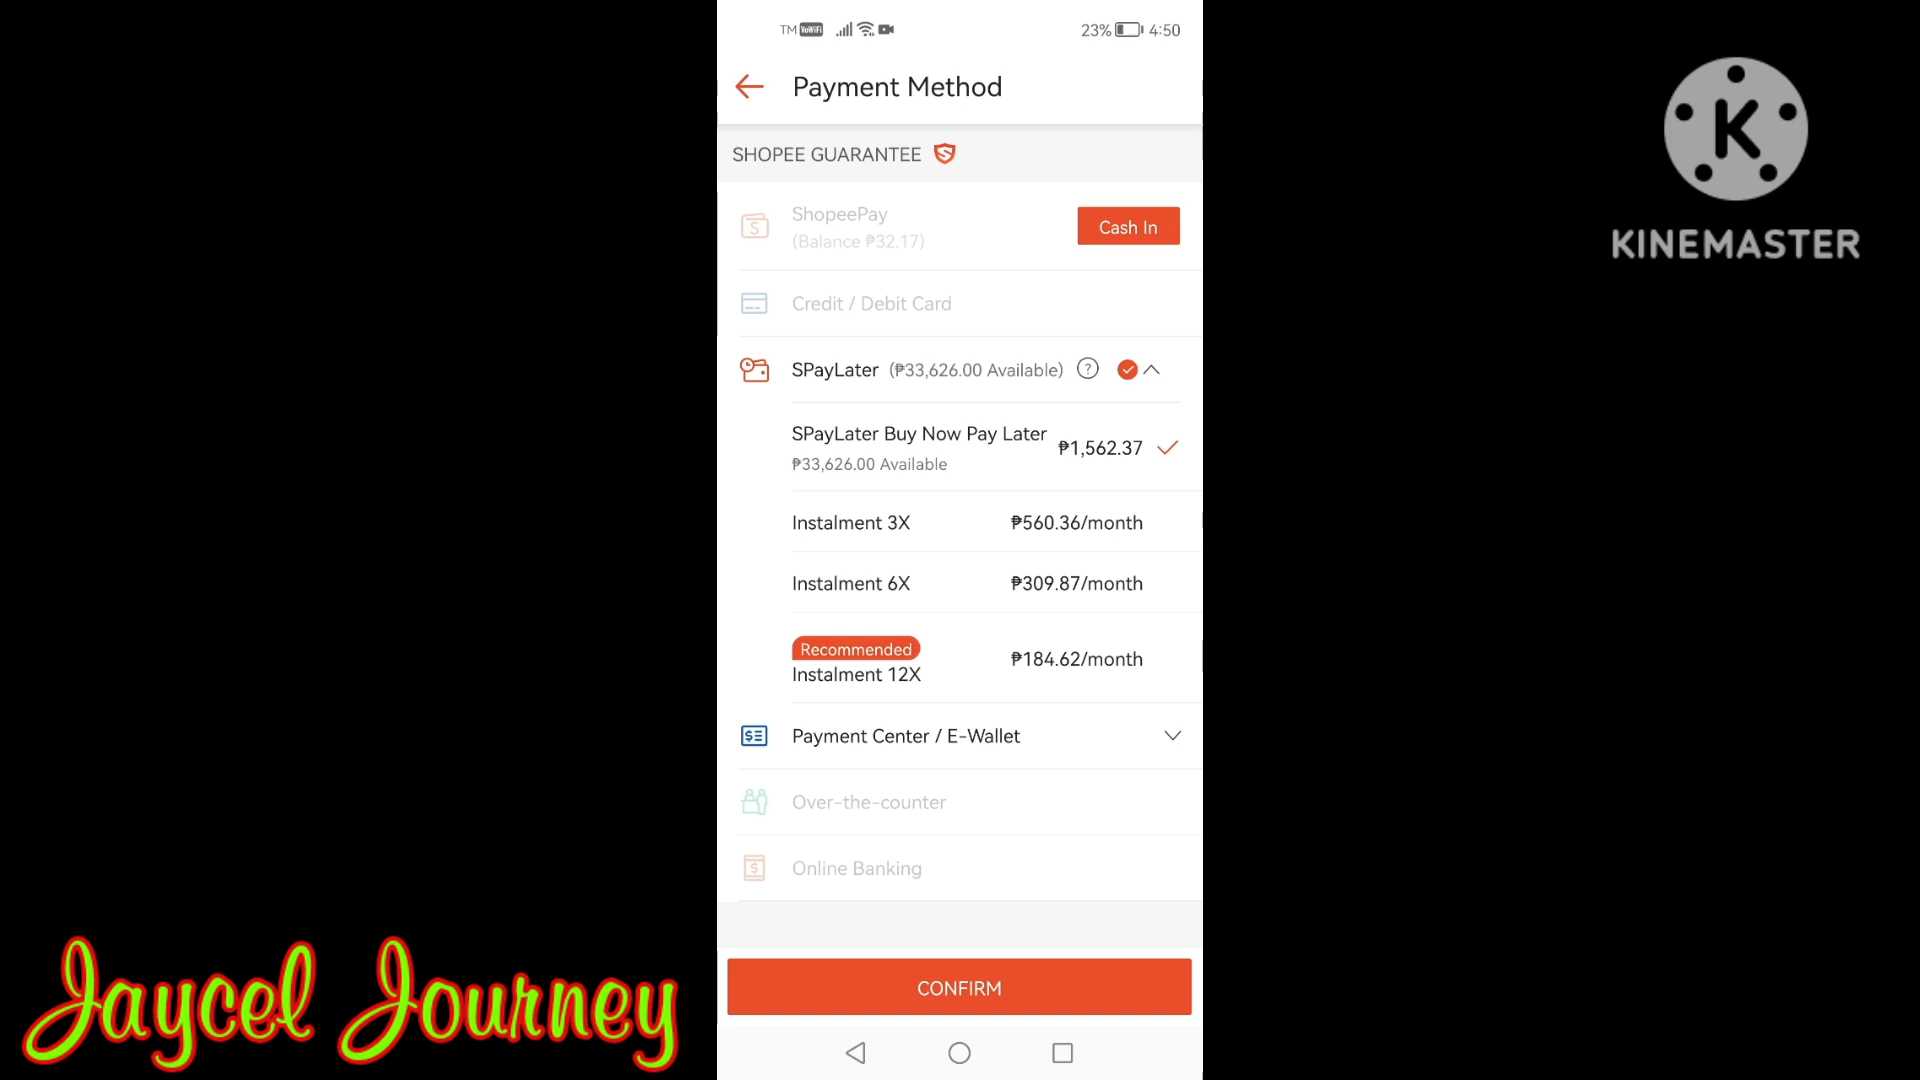 TM VoWiFi 23% 4:50
Payment Method
SHOPEE GUARANTEE
ShopeePay
(Balance ₱32.17)
Cash In
Credit / Debit Card
SPayLater (₱33,626.00 Available) ?
SPayLater Buy Now Pay Later
₱33,626.00 Available
₱1,562.37
Instalment 3X ₱560.36/month
Instalment 6X ₱309.87/month
Recommended
Instalment 12X
₱184.62/month
Payment Center / E-Wallet
Over-the-counter
Online Banking
CONFIRM
K
KINEMASTER
Jaycel Journey